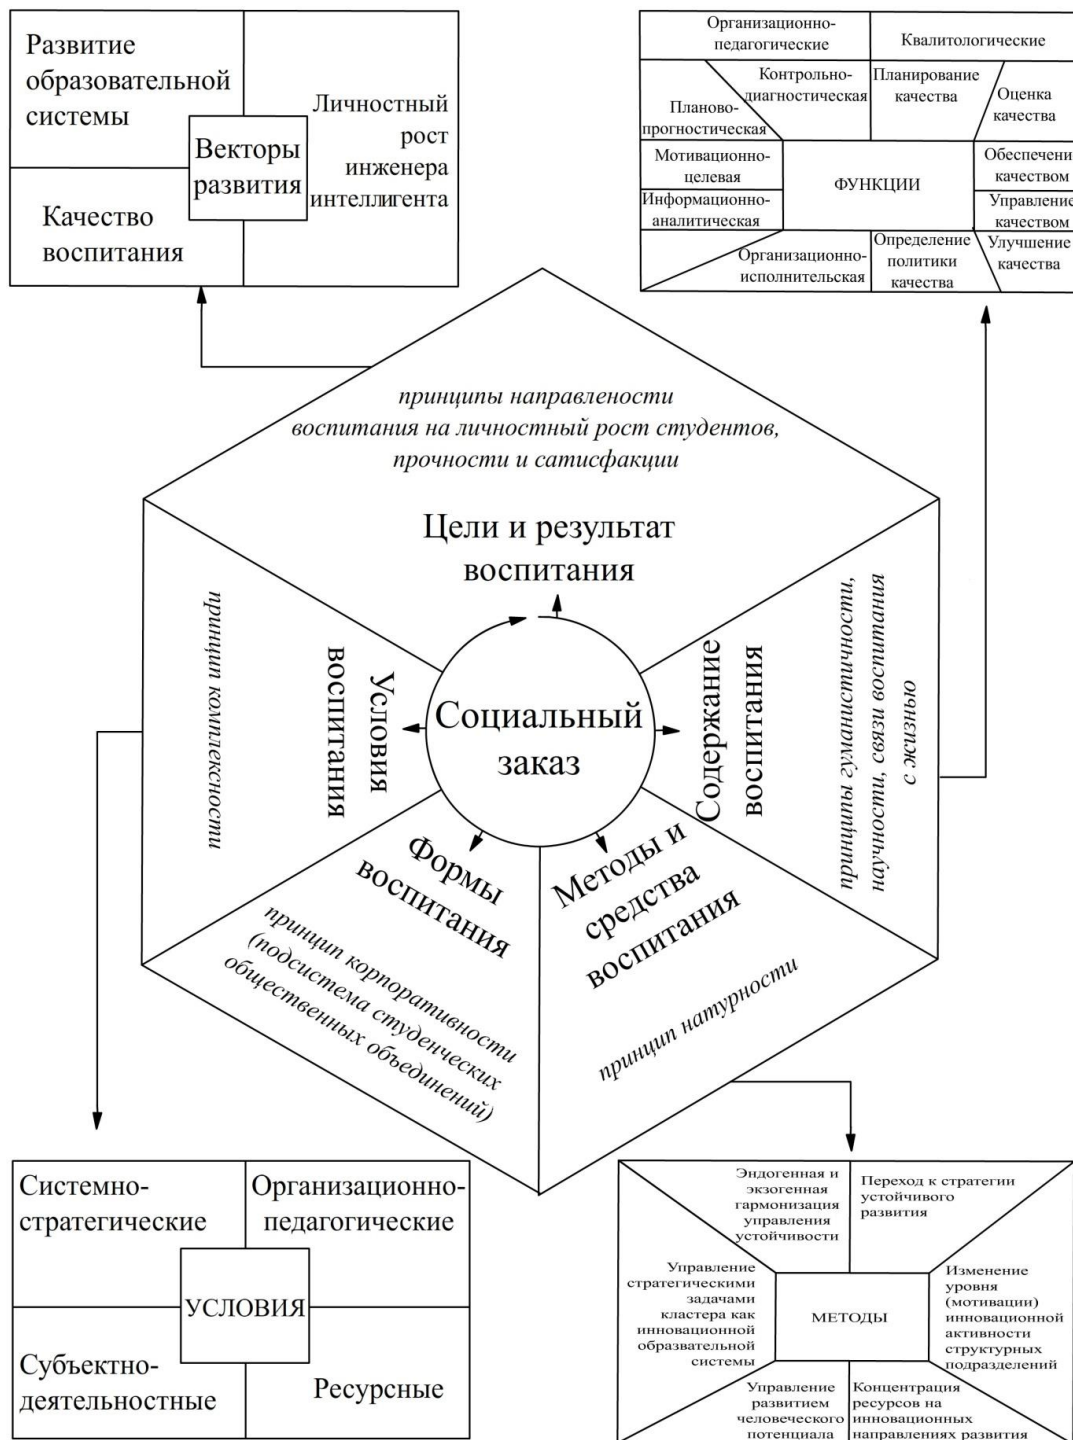 Развитие
образовательной
системы
Векторы
развития
Личностный
рост
инженера
интеллигента
Качество
воспитания
Организационно-
педагогические
Квалитологические
Планово-
прогностическая
Контрольно-
диагностическая
Планирование
качества
Оценка
качества
Мотивационно-
целевая
ФУНКЦИИ
Обеспечени
качеством
Информационно-
аналитическая
Управление
качеством
Организационно-
исполнительская
Определение
политики
качества
Улучшение
качества
принципы направлености
воспитания на личностный рост студентов,
прочности и сатисфакции
Цели и результат
воспитания
принцип комплексности
Условия
воспитания
Социальный
заказ
Содержание
воспитания
принципы гуманистичности,
научности, связи воспитания
с жизнью
Формы
воспитания
принцип корпоративности
(подсистема студенческих
общественных объединений)
Методы и
средства
воспитания
принцип натурности
Системно-
стратегические
Организационно-
педагогические
УСЛОВИЯ
Субъектно-
деятельностные
Ресурсные
Эндогенная и
экзогенная
гармонизация
управления
устойчивости
Переход к стратегии
устойчивого
развития
Управление
стратегическими
задачами
кластера как
инновационной
образвательной
системы
МЕТОДЫ
Изменение
уровня
(мотивации)
инновационной
активности
структурных
подразделений
Управление
развитием
человеческого
потенциала
Концентрация
ресурсов на
инновационных
направлениях развития